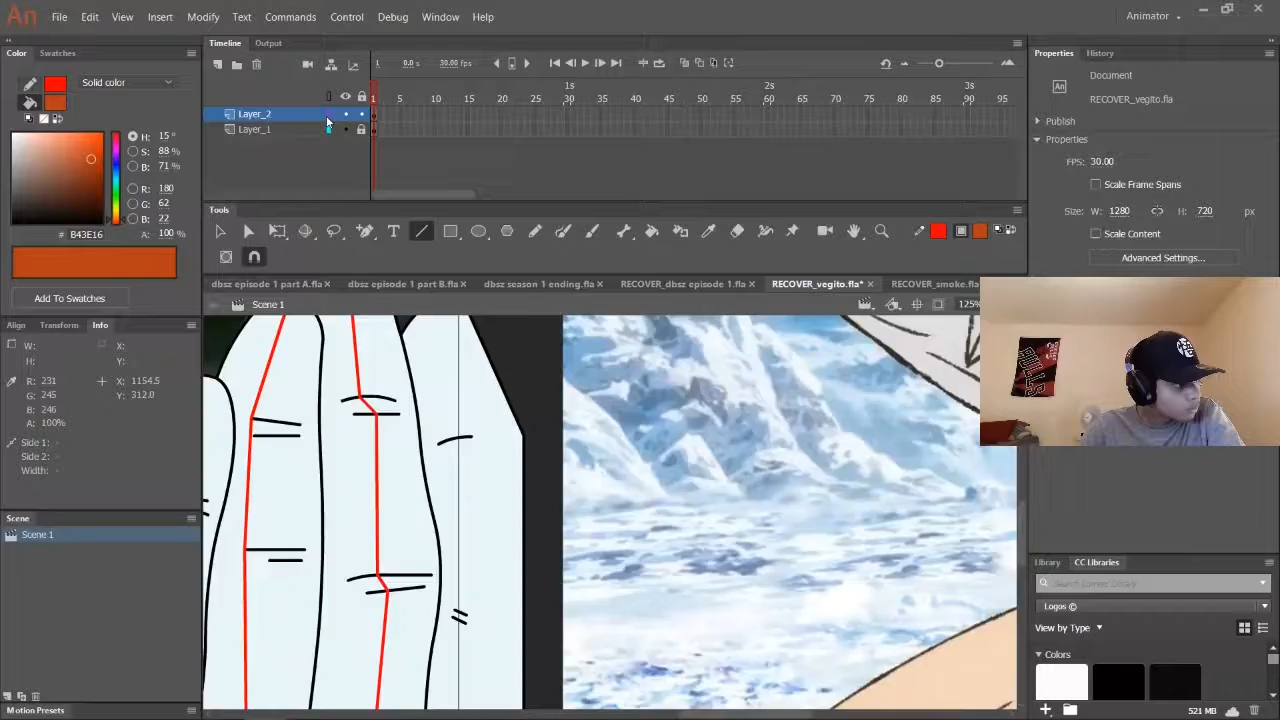 An File Edit View Insert Modify Text Commands Control Debug Window Help Animator
Color Swatches
Timeline Output
Properties History
Solid color
1 0.0 s 30.00 fps
Document
RECOVER_vegito.fla
1s 2s 3s
1 5 10 15 20 25 30 35 40 45 50 55 60 65 70 75 80 85 90
Layer_2
Layer_1
Publish
Properties
H: 15 °
S: 88 %
B: 71 %
R: 180
G: 62
B: 22
# B43E16 A: 100 %
FPS: 30.00
Scale Frame Spans
Size: W: 1280 H: 720 px
Scale Content
Advanced Settings...
Tools
Add To Swatches
dbsz episode 1 part A.fla × dbsz episode 1 part B.fla × dbsz season 1 ending.fla × RECOVER_dbsz episode 1.fla × RECOVER_vegito.fla* × RECOVER_smoke.fla
Scene 1 125%
Align Transform Info
W: X:
H: Y:
R: 231
G: 245
B: 246
A: 100%
X: 1154.5
Y: 312.0
Side 1: -
Side 2: -
Width: -
BULLS
Scene
Scene 1
Library CC Libraries
Logos ©
View by Type
Colors
521 MB
Motion Presets